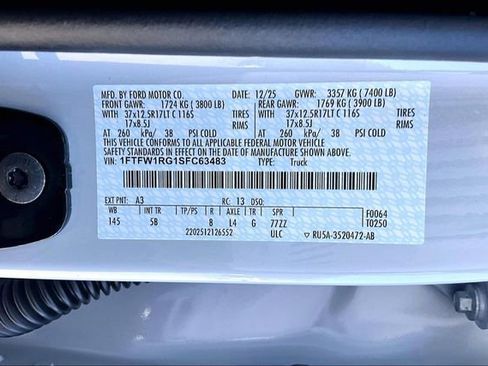 MFD. BY FORD MOTOR CO. 12/25 GVWR: 3357 KG ( 7400 LB)
FRONT GAWR: 1724 KG ( 3800 LB) REAR GAWR: 1769 KG ( 3900 LB)
WITH 37x12.5R17LT C 116S TIRES WITH 37x12.5R17LT C 116S TIRES
17x8.5J 17x8.5J
AT 260 kPa/ 38 PSI COLD AT 260 kPa/ 38 PSI COLD
THIS VEHICLE CONFORMS TO ALL APPLICABLE FEDERAL MOTOR VEHICLE
SAFETY STANDARDS IN EFFECT ON THE DATE OF MANUFACTURE SHOWN ABOVE.
VIN: 1FTFW1RG1SFC63483 TYPE: Truck
EXT PNT: A3 RC: 13 DSO:
WB INT TR TP/PS R AXLE TR SPR F0064
145 5B 8 L4 G 77ZZ T0250
2202512126552 ULC ▽ RU5A-3520472-AB